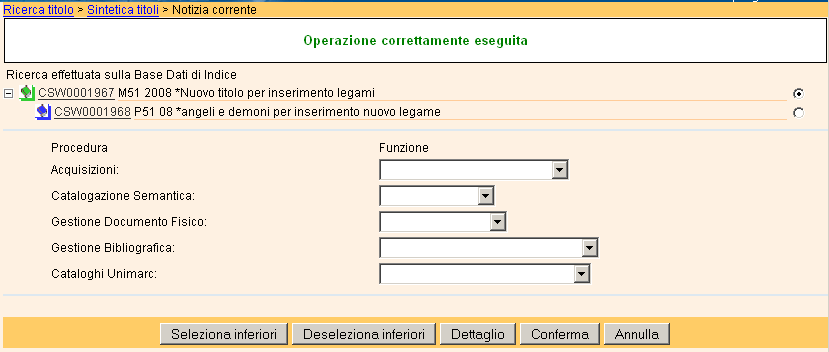 Ricerca titolo > Sintetica titoli > Notizia corrente
Operazione correttamente eseguita
Ricerca effettuata sulla Base Dati di Indice
CSW0001967 M51 2008 *Nuovo titolo per inserimento legami
CSW0001968 P51 08 *angeli e demoni per inserimento nuovo legame
Procedura Funzione
Acquisizioni:
Catalogazione Semantica:
Gestione Documento Fisico:
Gestione Bibliografica:
Cataloghi Unimarc:
Seleziona inferiori Deseleziona inferiori Dettaglio Conferma Annulla